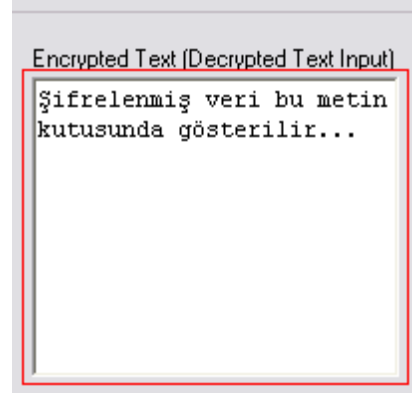 Encrypted Text (Decrypted Text Input)
Şifrelenmiş veri bu metin
kutusunda gösterilir...